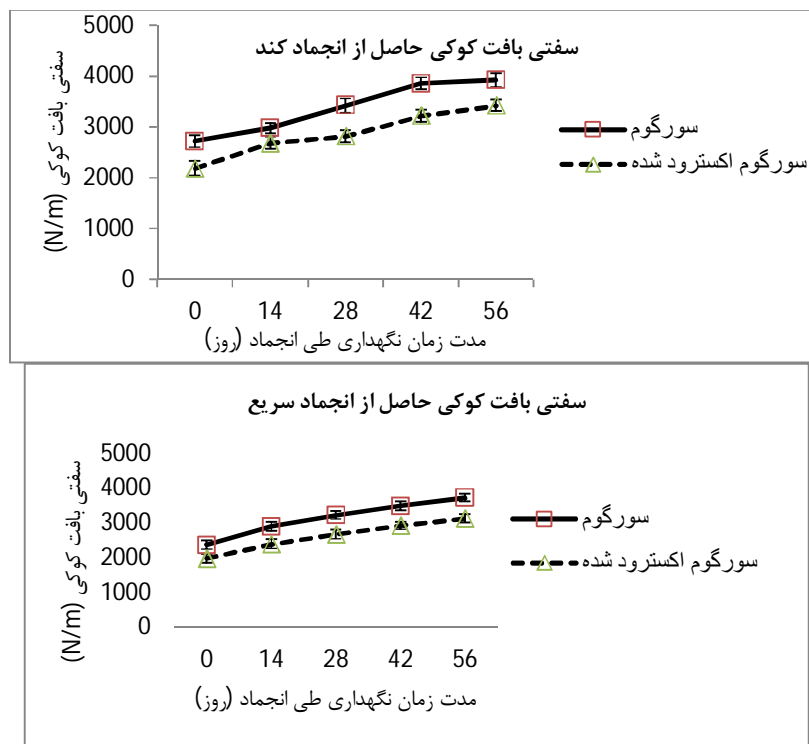 سفتی بافت کوکی حاصل از انجماد کند
سفتی بافت کوکی (N/m)
5000
4000
3000
2000
1000
0
0 14 28 42 56
مدت زمان نگهداری طی انجماد (روز)
سورگوم
سورگوم اکسترود شده
سفتی بافت کوکی حاصل از انجماد سریع
سفتی بافت کوکی (N/m)
5000
4000
3000
2000
1000
0
0 14 28 42 56
مدت زمان نگهداری طی انجماد (روز)
سورگوم
سورگوم اکسترود شده